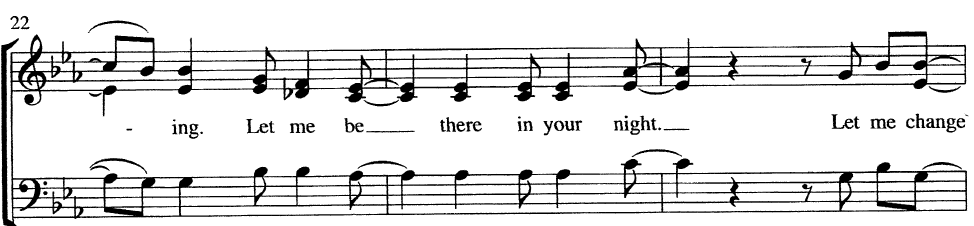 22
- ing. Let me be there in your night. Let me change